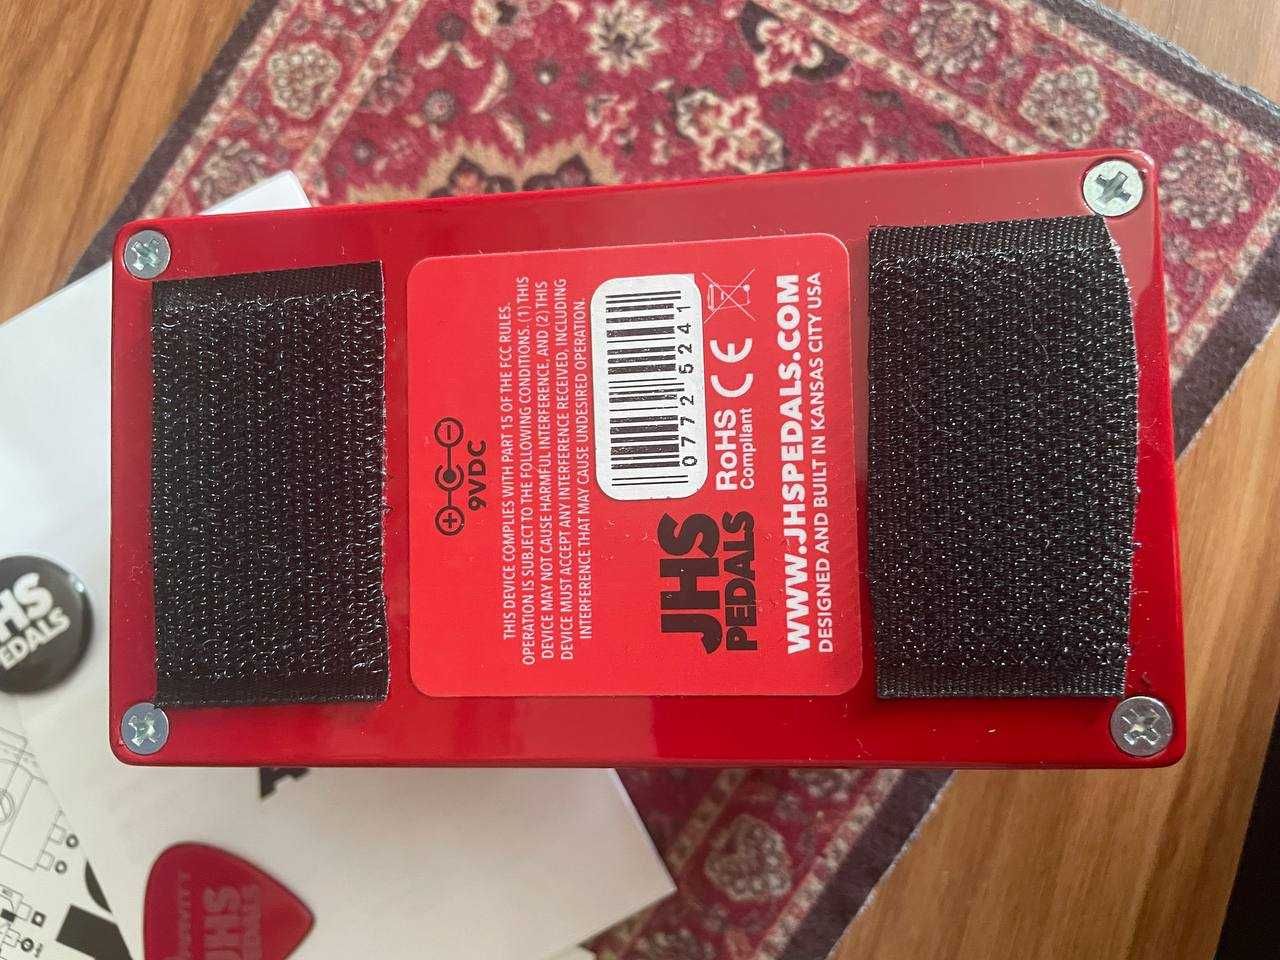 9VDC
THIS DEVICE COMPLIES WITH PART 15 OF THE FCC RULES.
OPERATION IS SUBJECT TO THE FOLLOWING CONDITIONS. (1) THIS
DEVICE MAY NOT CAUSE HARMFUL INTERFERENCE, AND (2) THIS
DEVICE MUST ACCEPT ANY INTERFERENCE RECEIVED, INCLUDING
INTERFERENCE THAT MAY CAUSE UNDESIRED OPERATION.
07725241
JHS
PEDALS
RoHS
Compliant
CE
WWW.JHSPEDALS.COM
DESIGNED AND BUILT IN KANSAS CITY USA
HS
EDALS
JHS